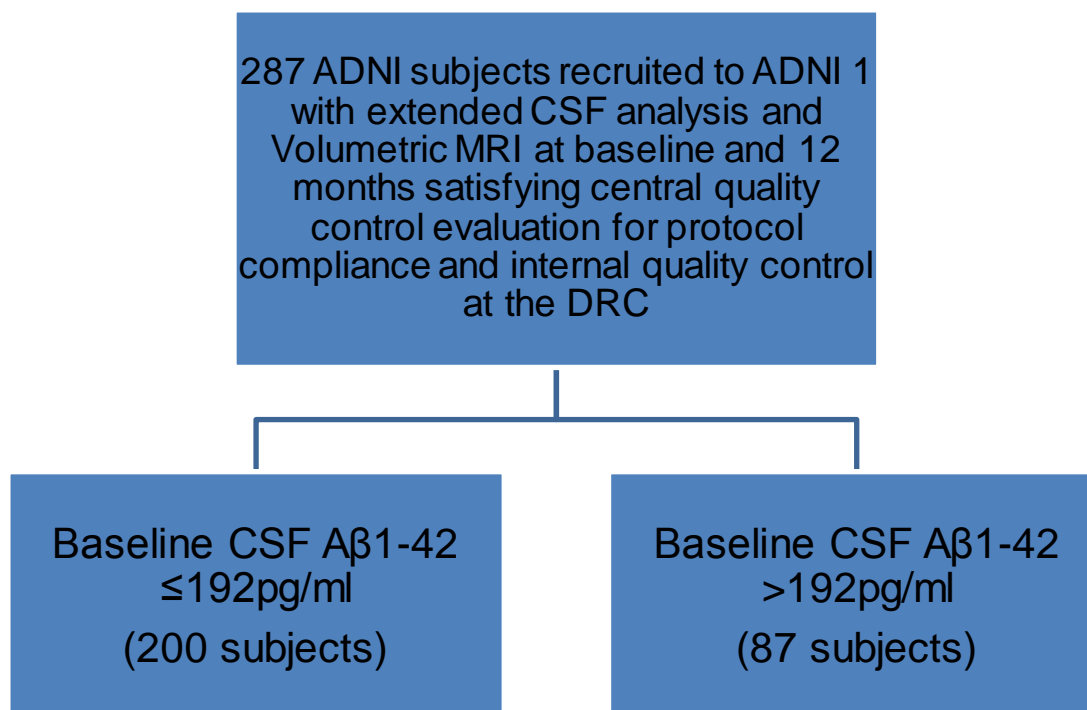 287 ADNI subjects recruited to ADNI 1
with extended CSF analysis and
Volumetric MRI at baseline and 12
months satisfying central quality
control evaluation for protocol
compliance and internal quality control
at the DRC
Baseline CSF Aβ1-42
≤192pg/ml
(200 subjects)
Baseline CSF Aβ1-42
>192pg/ml
(87 subjects)